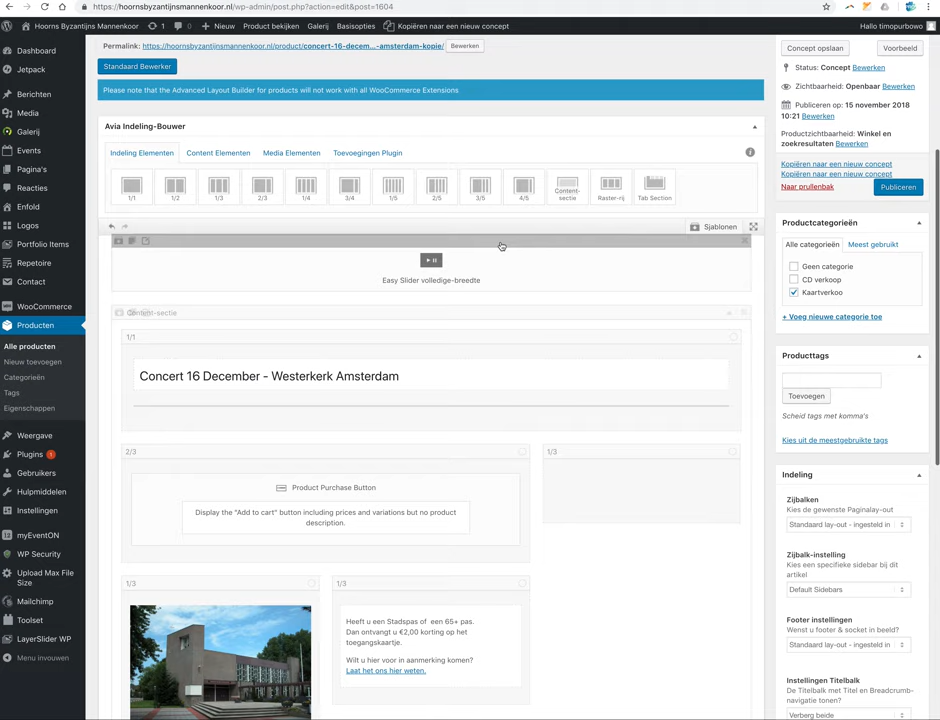 https://hoornsbyzantijnsmannenkoor.nl/wp-admin/post.php?action=edit&post=1604
Hoorns Byzantijns Mannenkoor
1
0
Nieuw
Product bekijken
Galerij
Basisopties
Kopiëren naar een nieuw concept
Hallo timopurbowo
Dashboard
Jetpack
Berichten
Media
Galerij
Events
Pagina's
Reacties
Enfold
Logos
Portfolio Items
Repetoire
Contact
WooCommerce
Producten
Alle producten
Nieuw toevoegen
Categorieën
Tags
Eigenschappen
Weergave
Plugins 1
Gebruikers
Hulpmiddelen
Instellingen
myEventON
WP Security
Upload Max File
Size
Mailchimp
Toolset
LayerSlider WP
Menu invouwen
Permalink: https://hoornsbyzantijnsmannenkoor.nl/product/concert-16-decem...-amsterdam-kopie/ Bewerken
Standaard Bewerker
Please note that the Advanced Layout Builder for products will not work with all WooCommerce Extensions
Avia Indeling-Bouwer
Indeling Elementen
Content Elementen
Media Elementen
Toevoegingen Plugin
1/1
1/2
1/3
2/3
1/4
3/4
1/5
2/5
3/5
4/5
Content-
sectie
Raster-rij
Tab Section
Sjablonen
Easy Slider volledige-breedte
Content-sectie
1/1
Concert 16 December - Westerkerk Amsterdam
2/3
Product Purchase Button
Display the "Add to cart" button including prices and variations but no product
description.
1/3
1/3
1/3
Heeft u een Stadspas of een 65+ pas.
Dan ontvangt u €2,00 korting op het
toegangskaartje.
Wilt u hier voor in aanmerking komen?
Laat het ons hier weten.
Concept opslaan
Voorbeeld
Status: Concept Bewerken
Zichtbaarheid: Openbaar Bewerken
Publiceren op: 15 november 2018
10:21 Bewerken
Productzichtbaarheid: Winkel en
zoekresultaten Bewerken
Kopiëren naar een nieuw concept
Kopiëren naar een nieuw concept
Naar prullenbak
Publiceren
Productcategorieën
Alle categorieën
Meest gebruikt
Geen categorie
CD verkoop
Kaartverkoo
+ Voeg nieuwe categorie toe
Producttags
Toevoegen
Scheid tags met komma's
Kies uit de meestgebruikte tags
Indeling
Zijbalken
Kies de gewenste Paginalay-out
Standaard lay-out - ingesteld in
Zijbalk-instelling
Kies een specifieke sidebar bij dit
artikel
Default Sidebars
Footer instellingen
Wenst u footer & socket in beeld?
Standaard lay-out - ingesteld in
Instellingen Titelbalk
De Titelbalk met Titel en Breadcrumb-
navigatie tonen?
Verberg beide